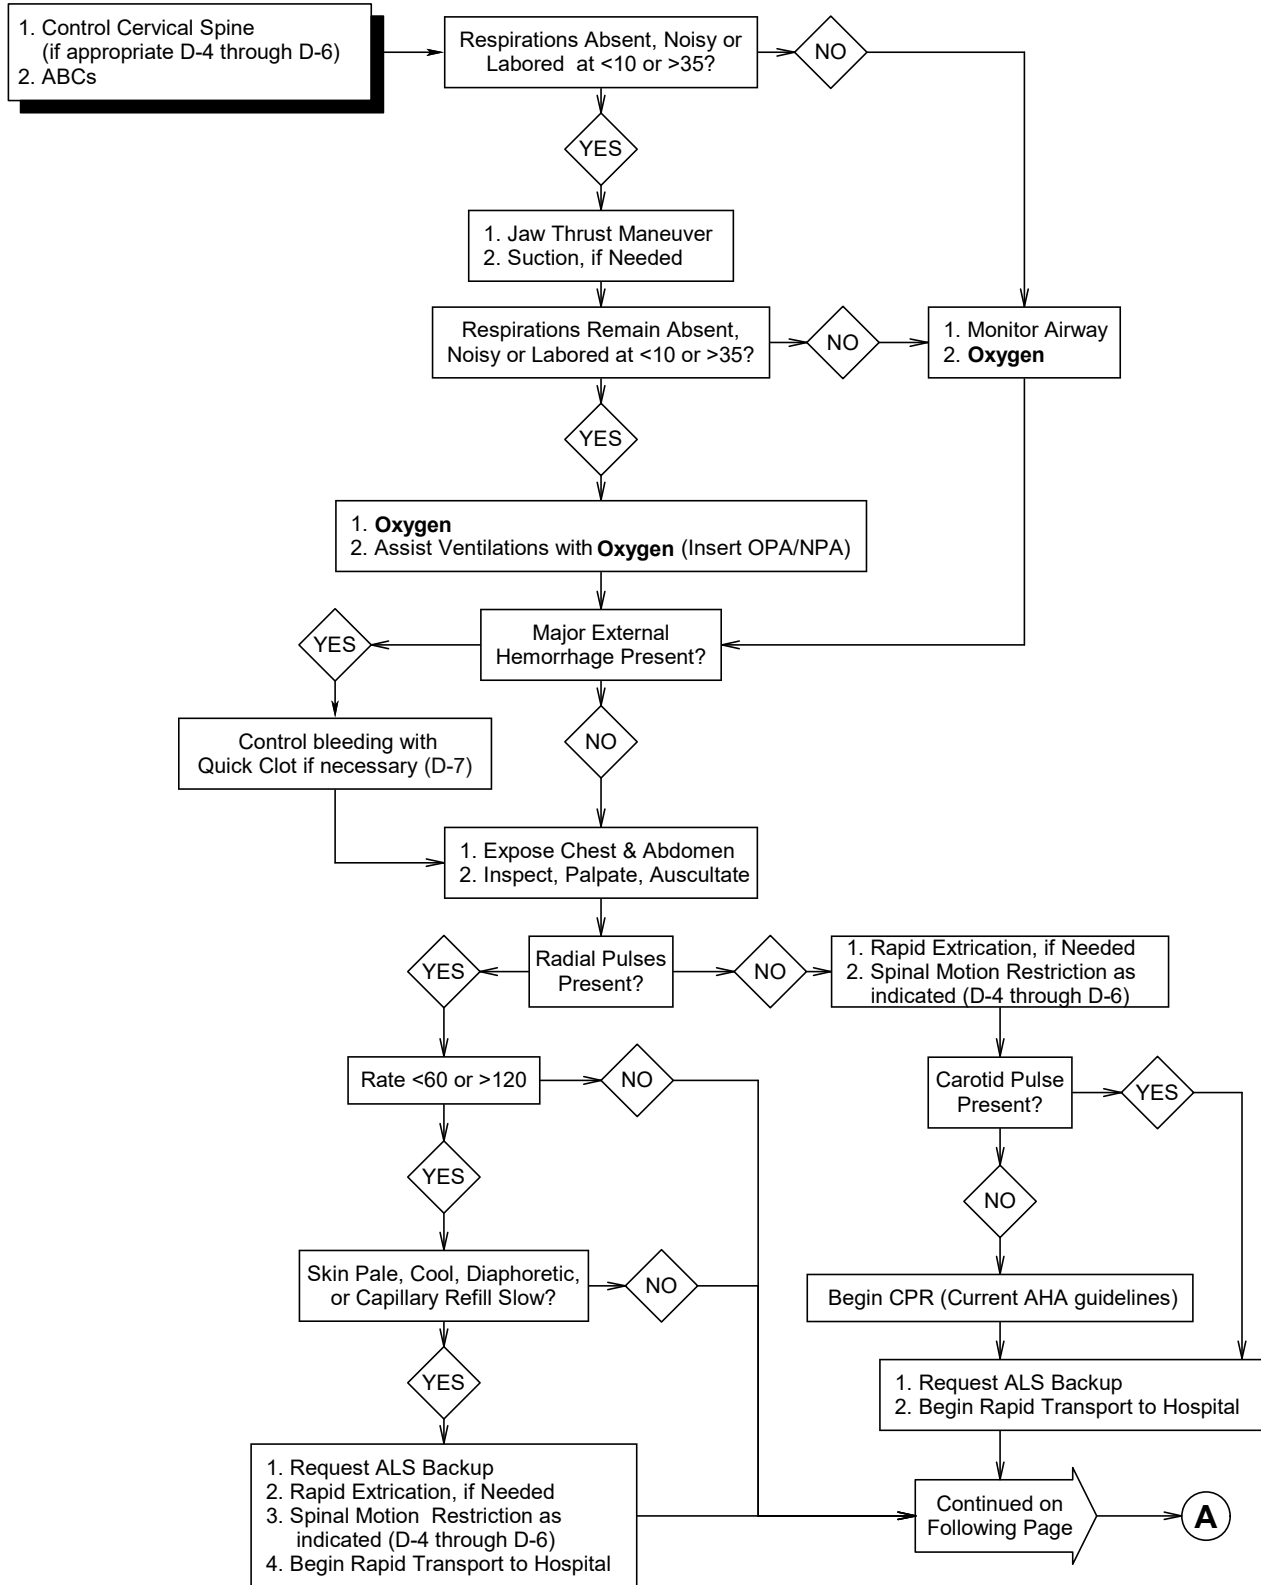 1. Control Cervical Spine
(if appropriate D-4 through D-6)
2. ABCs
Respirations Absent, Noisy or
Labored at <10 or >35?
NO
YES
1. Jaw Thrust Maneuver
2. Suction, if Needed
Respirations Remain Absent,
Noisy or Labored at <10 or >35?
NO
1. Monitor Airway
2. Oxygen
YES
1. Oxygen
2. Assist Ventilations with Oxygen (Insert OPA/NPA)
Major External
Hemorrhage Present?
YES
Control bleeding with
Quick Clot if necessary (D-7)
NO
1. Expose Chest & Abdomen
2. Inspect, Palpate, Auscultate
Radial Pulses
Present?
YES
NO
1. Rapid Extrication, if Needed
2. Spinal Motion Restriction as
indicated (D-4 through D-6)
Rate <60 or >120
NO
Carotid Pulse
Present?
YES
YES
NO
Skin Pale, Cool, Diaphoretic,
or Capillary Refill Slow?
NO
Begin CPR (Current AHA guidelines)
YES
1. Request ALS Backup
2. Begin Rapid Transport to Hospital
1. Request ALS Backup
2. Rapid Extrication, if Needed
3. Spinal Motion Restriction as
indicated (D-4 through D-6)
4. Begin Rapid Transport to Hospital
Continued on
Following Page
A